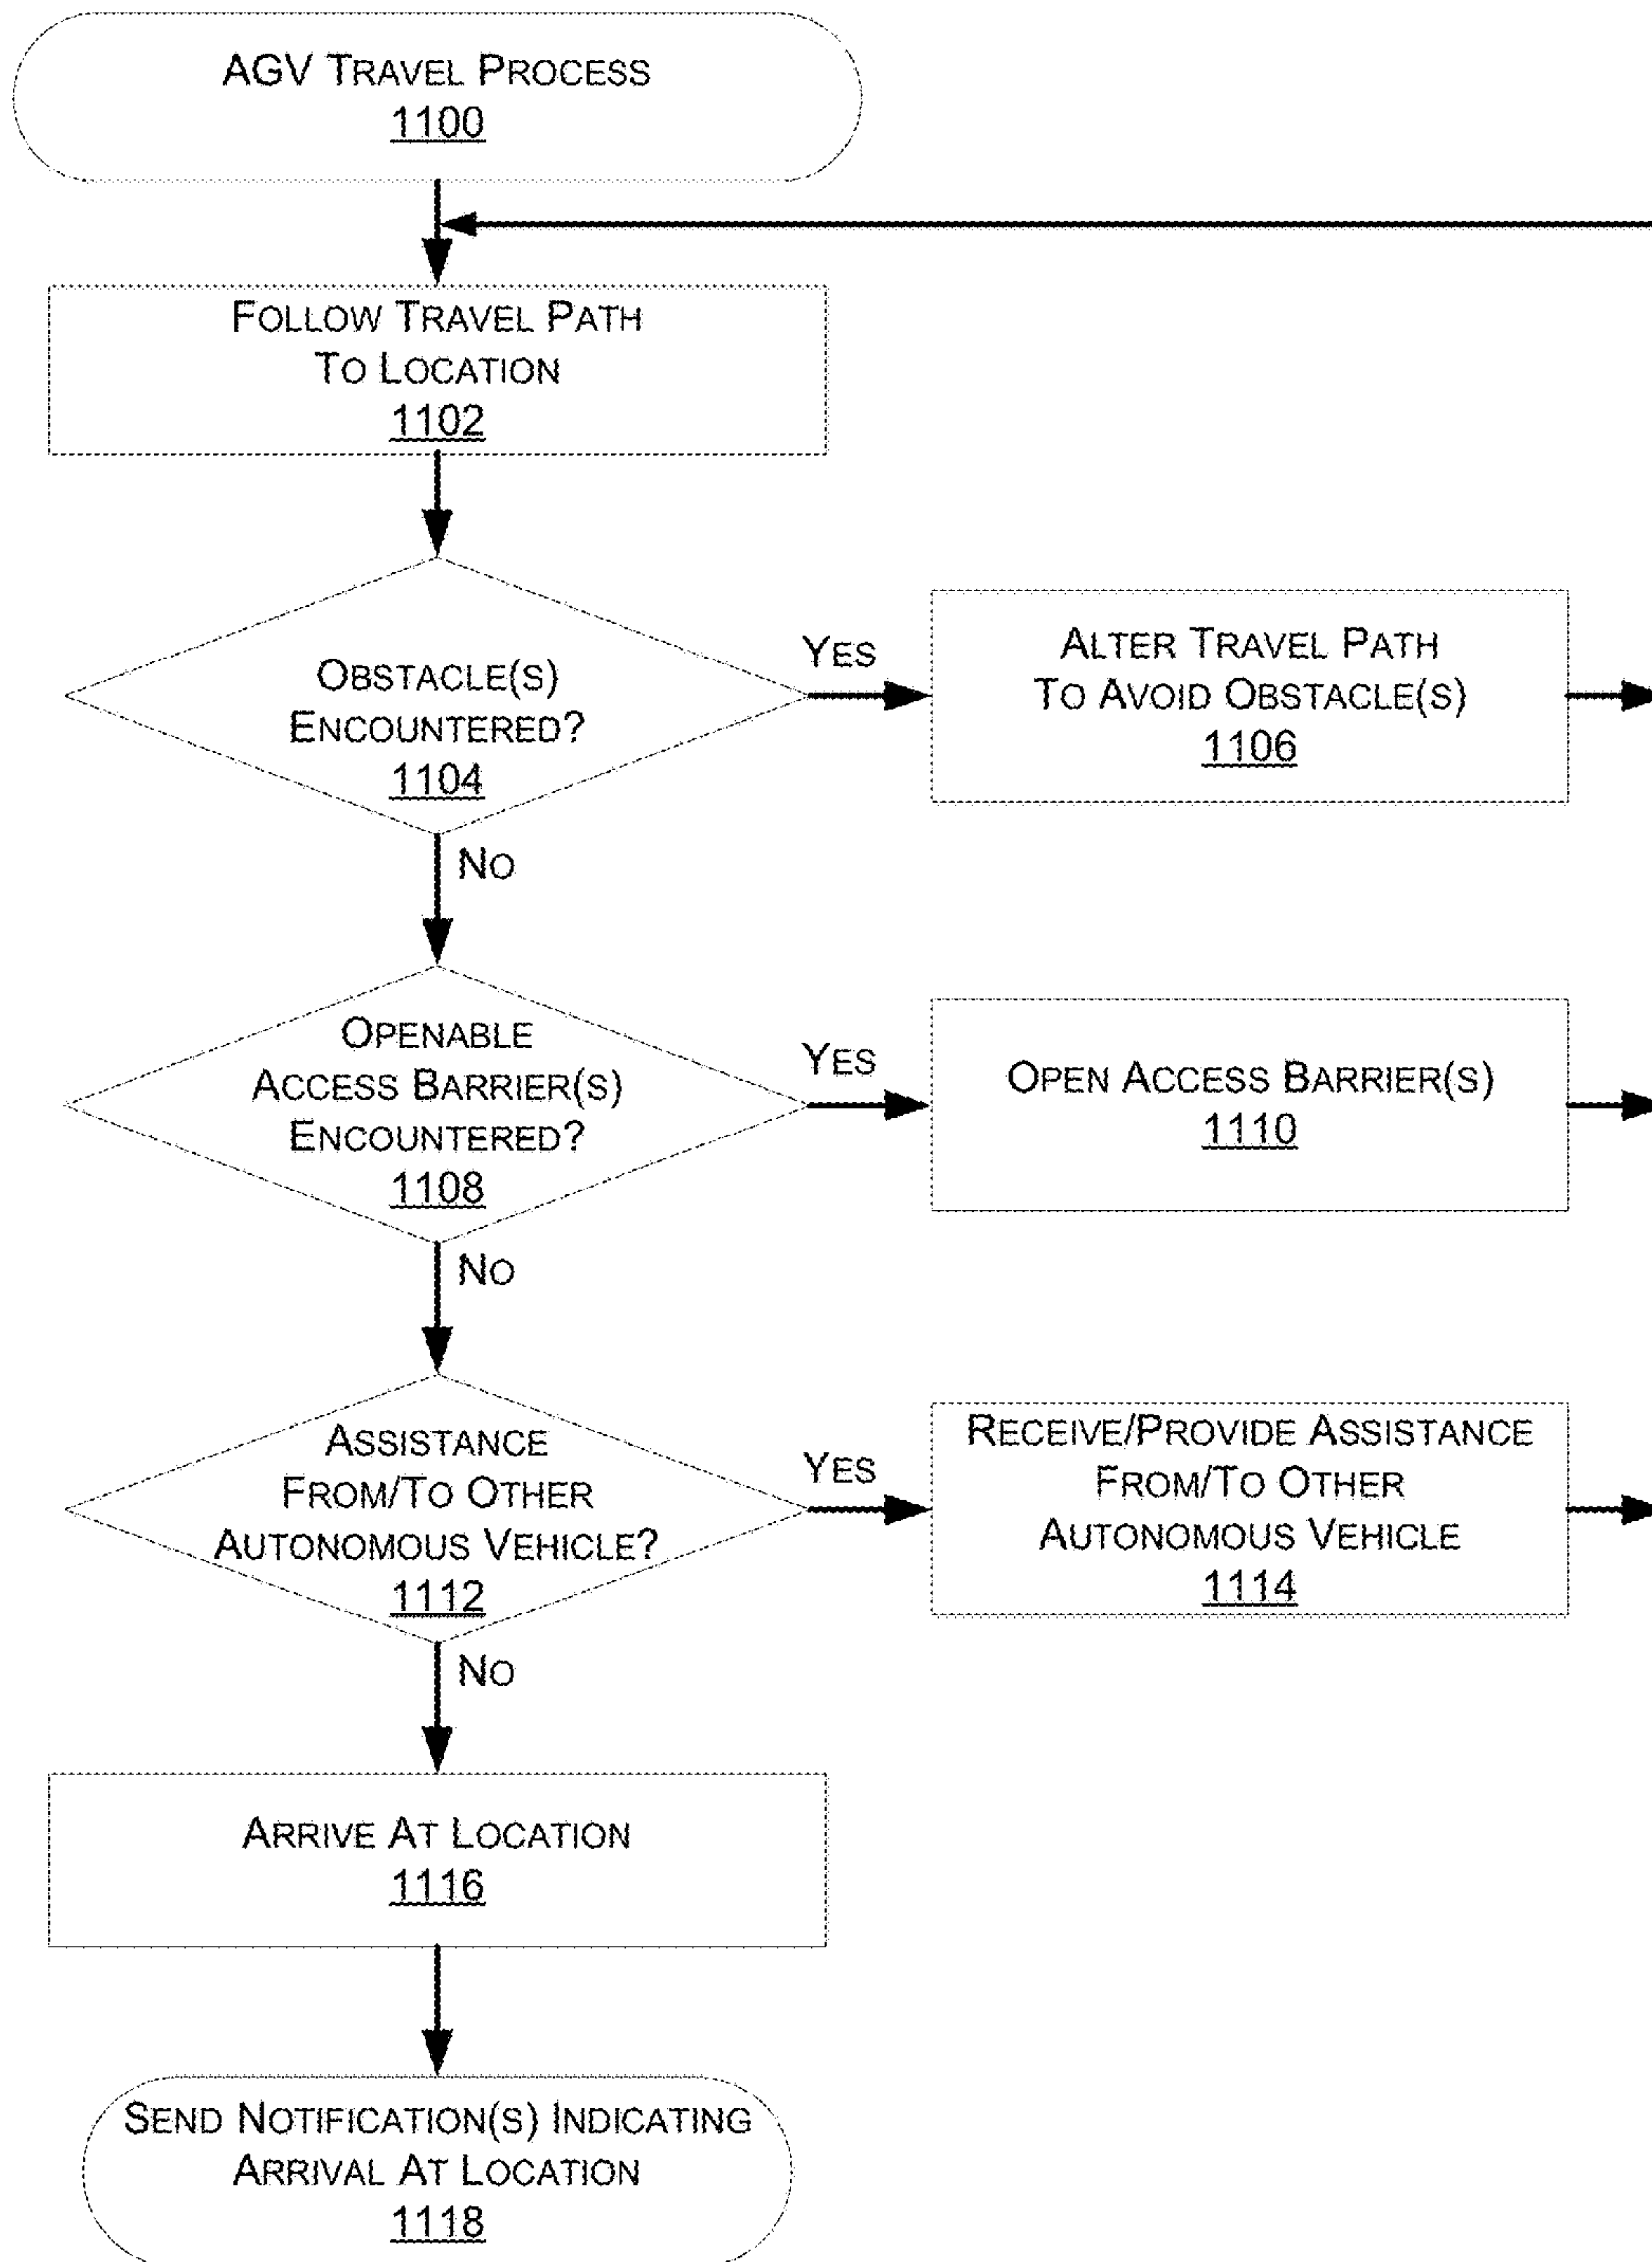 AGV TRAVEL PROCESS
1100
FOLLOW TRAVEL PATH
TO LOCATION
1102
OBSTACLE(S)
ENCOUNTERED?
1104
YES
ALTER TRAVEL PATH
TO AVOID OBSTACLE(S)
1106
NO
OPENABLE
ACCESS BARRIER(S)
ENCOUNTERED?
1108
YES
OPEN ACCESS BARRIER(S)
1110
NO
ASSISTANCE
FROM/TO OTHER
AUTONOMOUS VEHICLE?
1112
YES
RECEIVE/PROVIDE ASSISTANCE
FROM/TO OTHER
AUTONOMOUS VEHICLE
1114
NO
ARRIVE AT LOCATION
1116
SEND NOTIFICATION(S) INDICATING
ARRIVAL AT LOCATION
1118